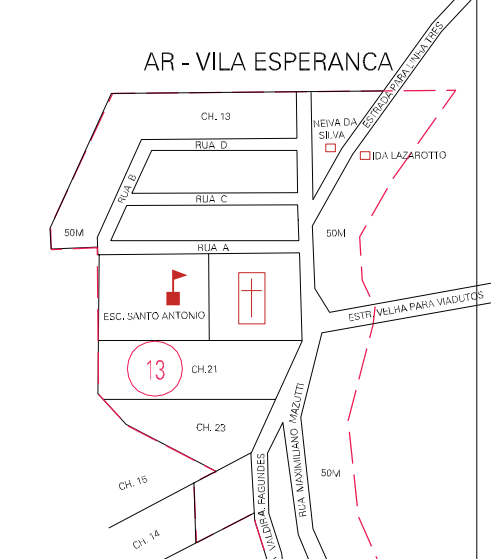 AR - VILA ESPERANCA
ESTRADA PARA LINHA TRES
CH. 13
NEIVA DA
SILVA
RUA D
IDA LAZAROTTO
RUA B
RUA C
50M
50M
RUA A
ESC. SANTO ANTONIO
ESTR. VELHA PARA VIADUTOS
13
CH.21
RUA MAXIMILIANO MAZUTTI
CH. 23
VALDIRA. FAGUNDES
50M
CH. 15
CH. 14